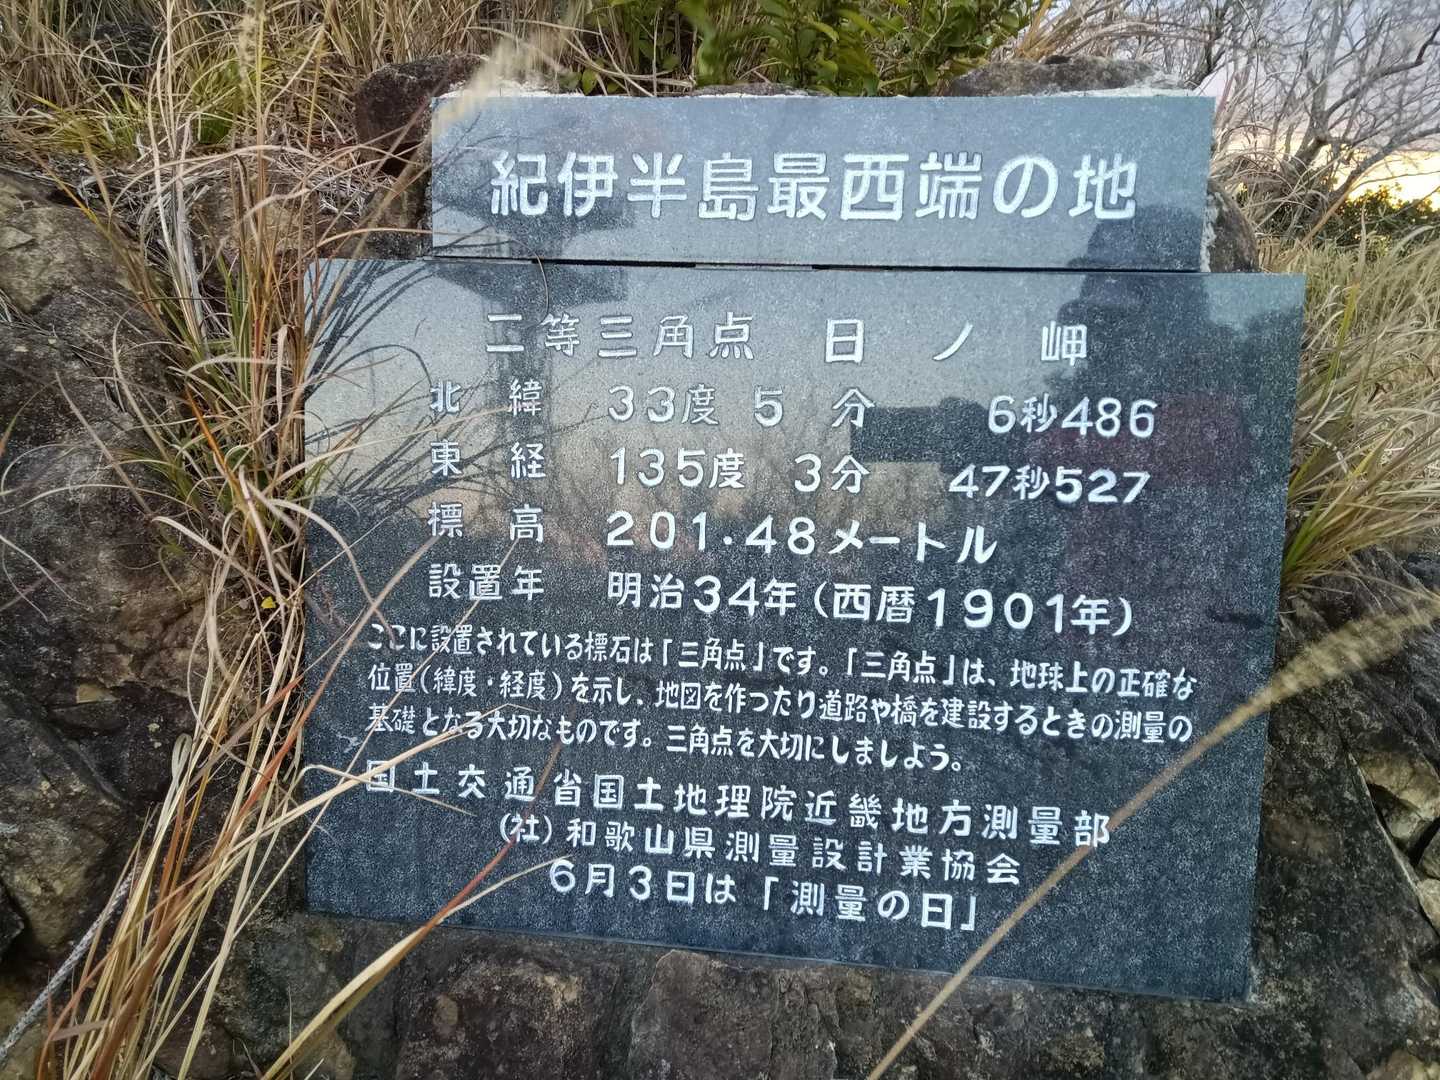 紀伊半島最西端の地
二等三角点 日ノ岬
北緯 33度5分 6秒486
東経 135度3分 47秒527
標高 201.48メートル
設置年 明治34年(西暦1901年)
ここに設置されている標石は「三角点」です。「三角点」は、地球上の正確な
位置(緯度・経度)を示し、地図を作ったり道路や橋を建設するときの測量の
基礎となる大切なものです。三角点を大切にしましよう。
国土交通省国土地理院近畿地方測量部
(社)和歌山県測量設計業協会
6月3日は「測量の日」